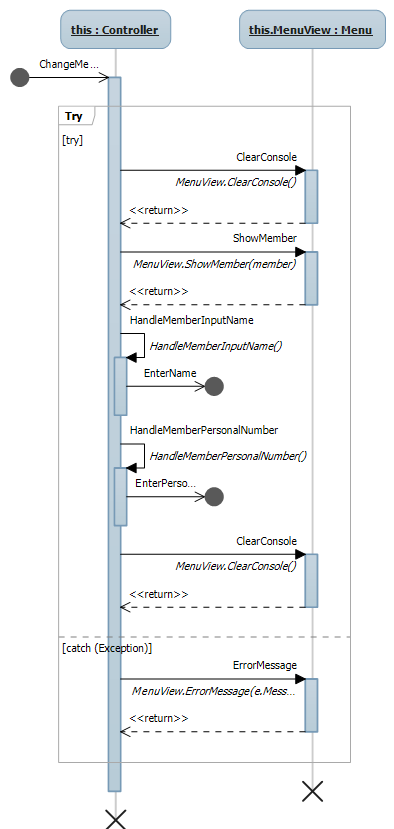 this : Controller
this.MenuView : Menu
ChangeMe...
Try
[try]
ClearConsole
MenuView.ClearConsole()
<<return>>
ShowMember
MenuView.ShowMember(member)
<<return>>
HandleMemberInputName
HandleMemberInputName()
EnterName
HandleMemberPersonalNumber
HandleMemberPersonalNumber()
EnterPerso...
ClearConsole
MenuView.ClearConsole()
<<return>>
[catch (Exception)]
ErrorMessage
MenuView.ErrorMessage(e.Mess...
<<return>>